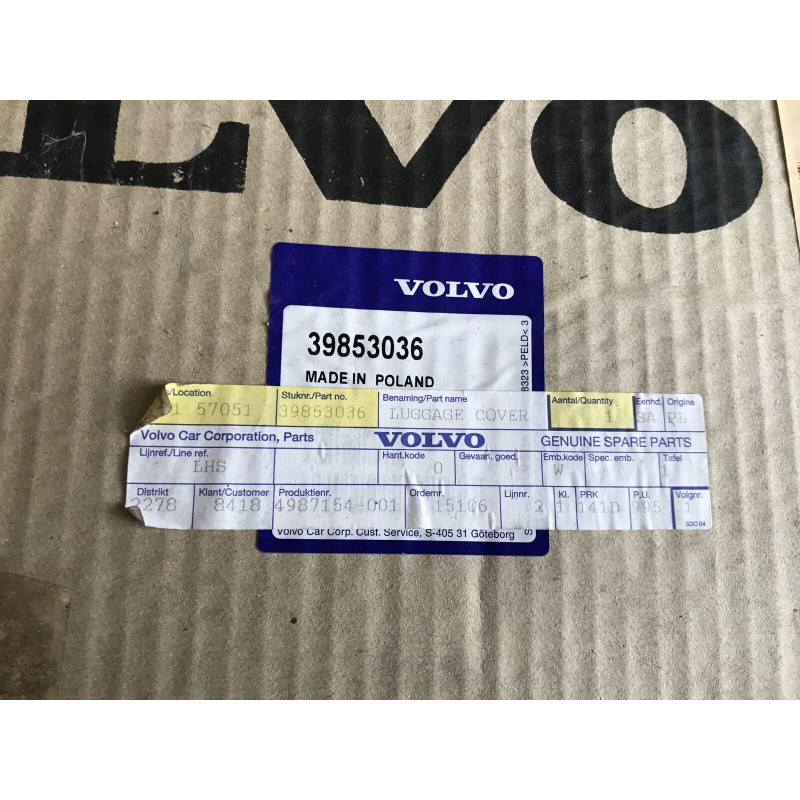 LVO
VOLVO
39853036
MADE IN POLAND
8323 >PELD< 3
/Location Stuknr./Part no. Benaming/Part name Aantal/Quantity Eenhd. Origine
1 57051 39853036 LUGGAGE COVER 1 SA PL
Volvo Car Corporation, Parts VOLVO GENUINE SPARE PARTS
Lijnref./Line ref. Hant.kode Gevaarl. goed. Emb.kode Spec. emb. Tafel
LHS 0 W 1
Distrikt Klant/Customer Produktienr. Ordernr. Lijnnr. Kl. PRK P.U. Volgnr.
2278 8418 4987154-001 15106 2 1 141D 995 1
SDC 04
Volvo Car Corp. Cust. Service, S-405 31 Göteborg